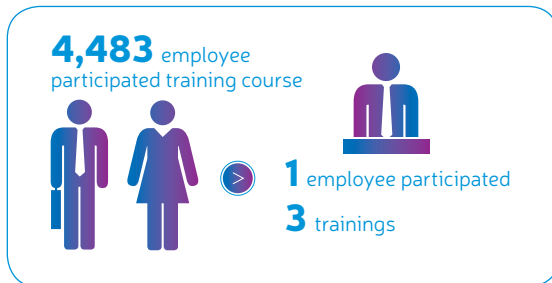 4,483 employee
participated training course
>
1 employee participated
3 trainings